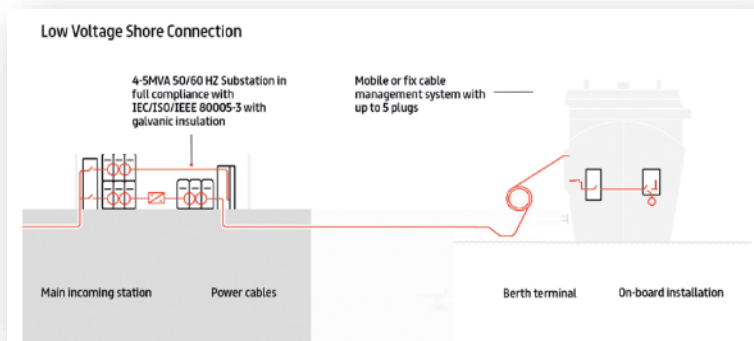 Low Voltage Shore Connection
4-5MVA 50/60 HZ Substation in
full compliance with
IEC/ISO/IEEE 80005-3 with
galvanic insulation
Mobile or fix cable
management system with
up to 5 plugs
Main incoming station
Power cables
Berth terminal
On-board installation